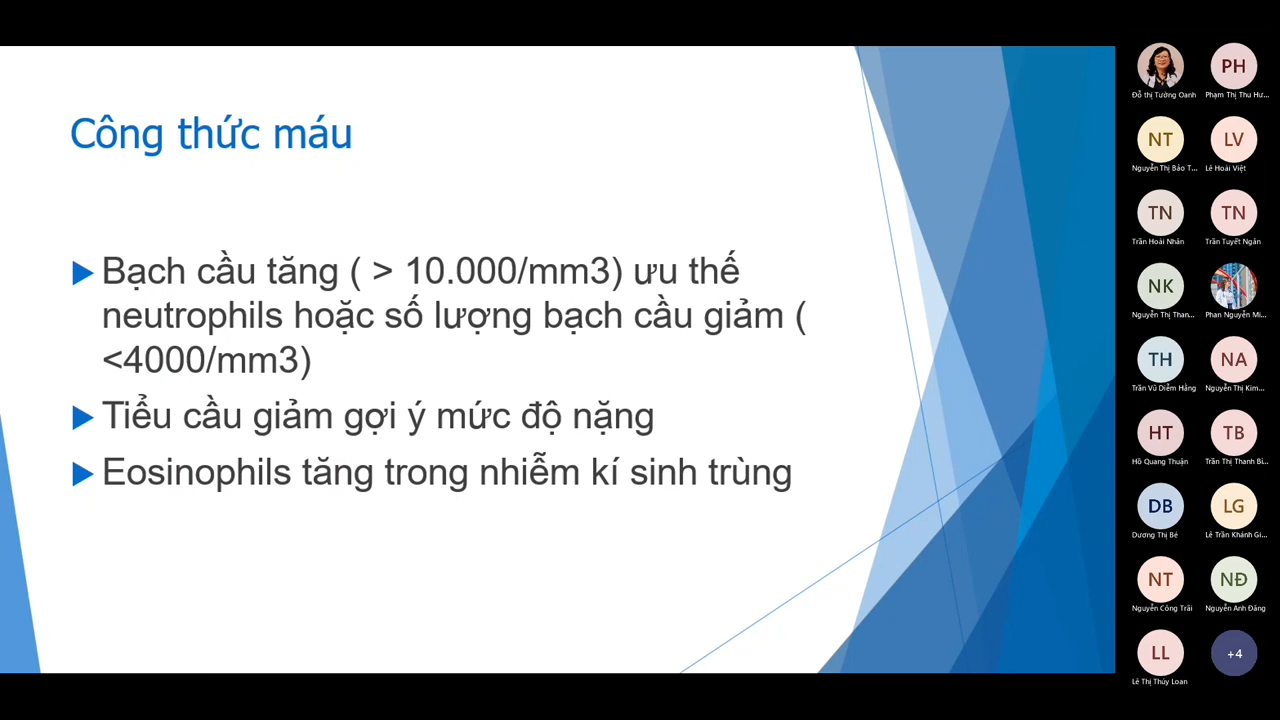 Công thức máu
Bạch cầu tăng ( > 10.000/mm3) ưu thế
neutrophils hoặc số lượng bạch cầu giảm (
<4000/mm3)
Tiểu cầu giảm gợi ý mức độ nặng
Eosinophils tăng trong nhiễm kí sinh trùng
Đỗ thị Tường Oanh
PH
Phạm Thị Thu Hư...
NT
Nguyễn Thị Bảo T...
LV
Lê Hoài Việt
TN
Trần Hoài Nhân
TN
Trần Tuyết Ngân
NK
Nguyễn Thị Than...
Phan Nguyễn Mi...
TH
Trần Vũ Diễm Hằng
NA
Nguyễn Thị Kim...
HT
Hồ Quang Thuận
TB
Trần Thị Thanh Bì...
DB
Dương Thị Bé
LG
Lê Trần Khánh Gi...
NT
Nguyễn Công Trãi
NĐ
Nguyễn Anh Đăng
LL
Lê Thị Thúy Loan
+4